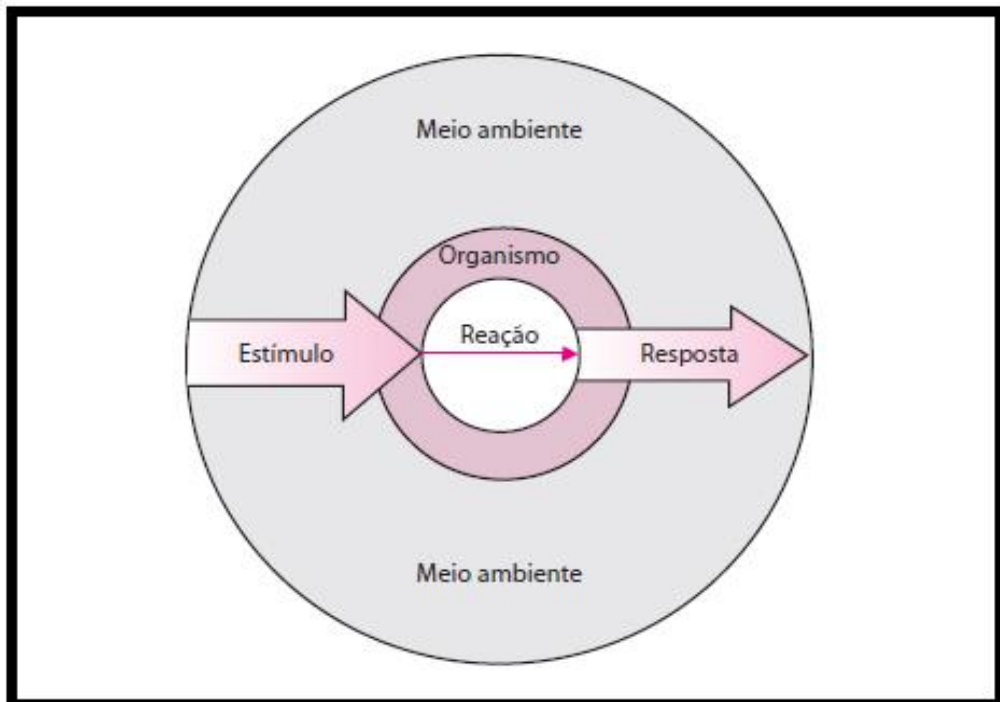 Meio ambiente
Organismo
Estímulo
Reação
Resposta
Meio ambiente